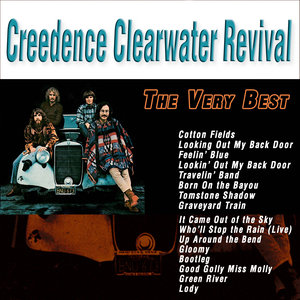 Creedence Clearwater Revival
The Very Best
Cotton Fields
Looking Out My Back Door
Feelin' Blue
Lookin' Out My Back Door
Travelin' Band
Born On the Bayou
Tomstone Shadow
Graveyard Train
It Came Out of the Sky
Who'll Stop the Rain (Live)
Up Around the Bend
Gloomy
Bootleg
Good Golly Miss Molly
Green River
Lody